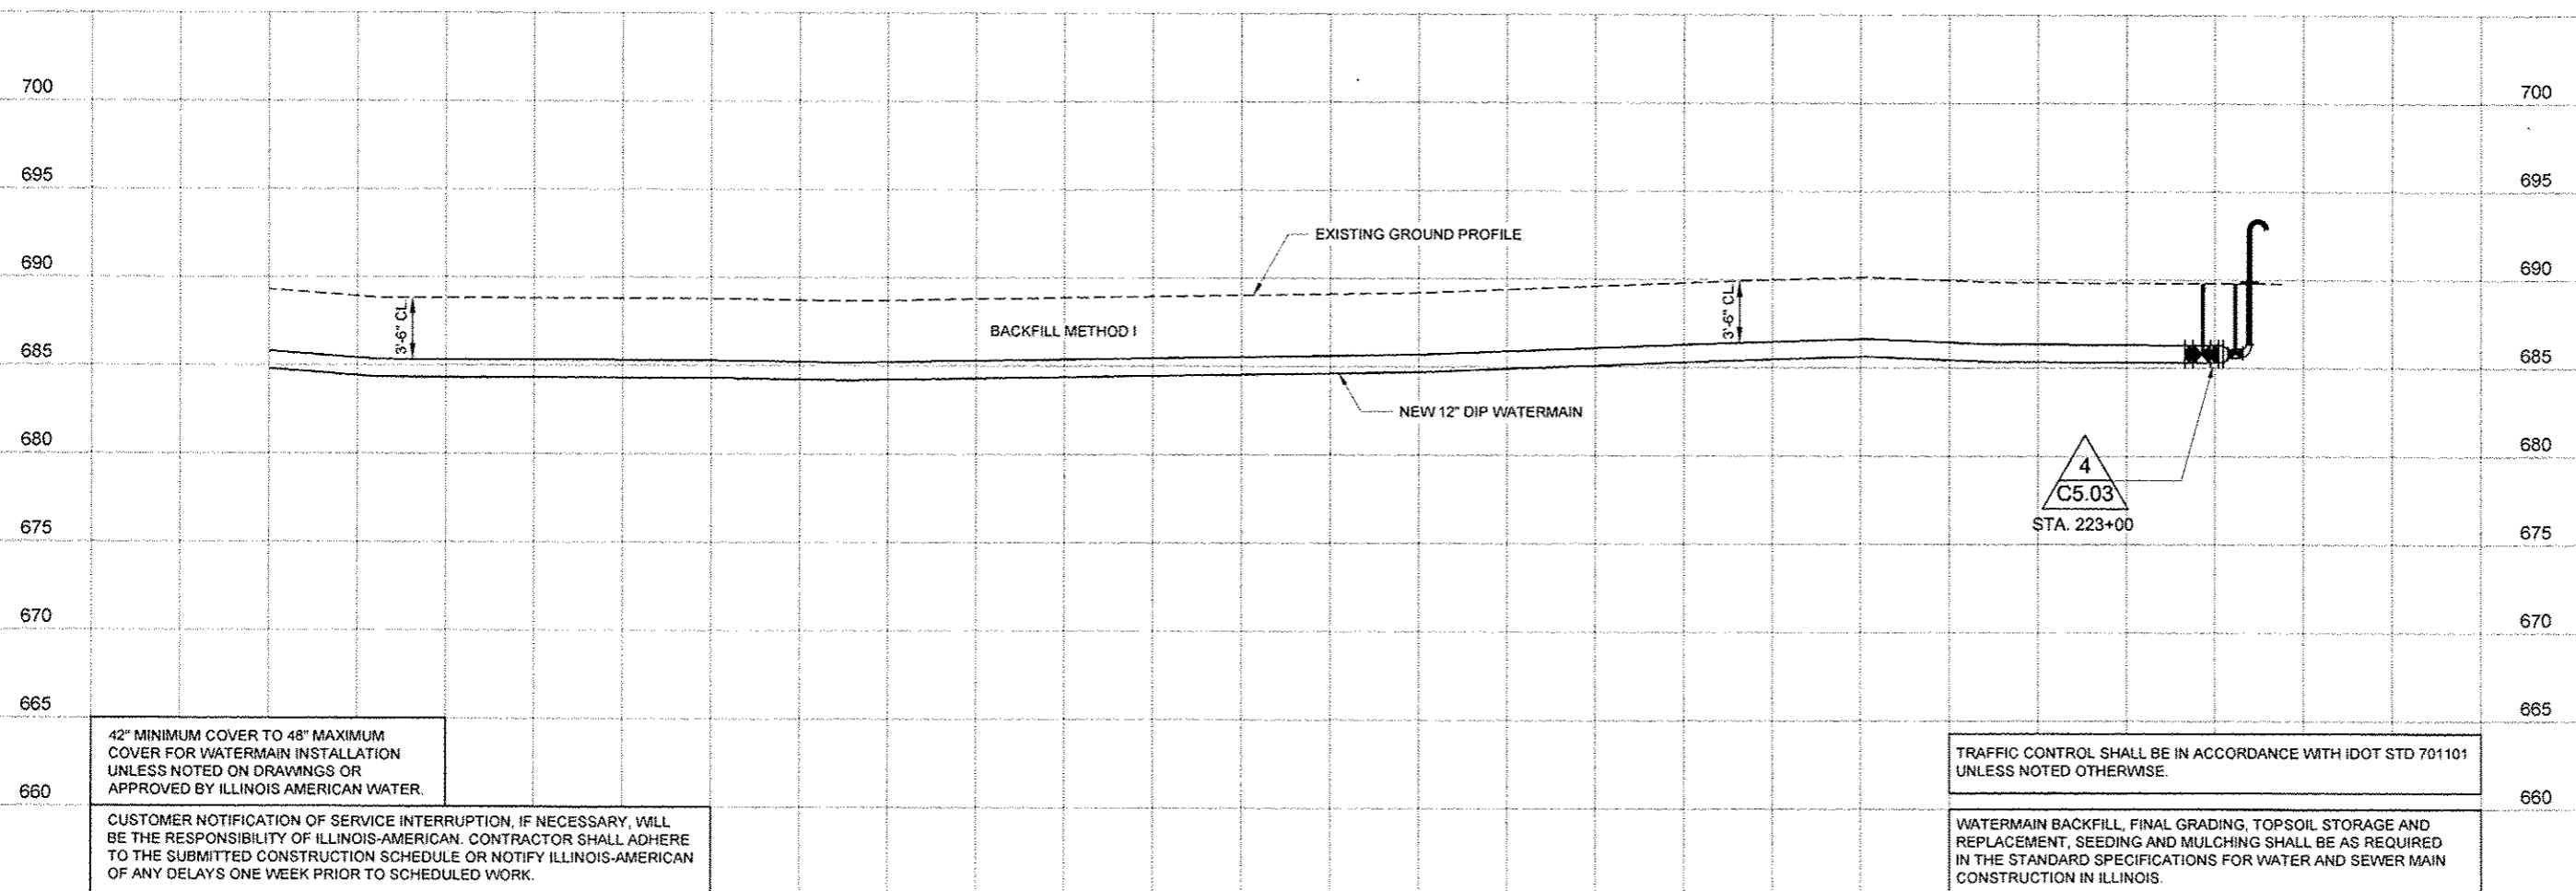 700
700
695
695
EXISTING GROUND PROFILE
690
690
3'-6" CL.
3'-6" CL.
BACKFILL METHOD I
685
685
NEW 12" DIP WATERMAIN
680
680
4
C5.03
STA. 223+00
675
675
670
670
665
665
42" MINIMUM COVER TO 48" MAXIMUM
COVER FOR WATERMAIN INSTALLATION
UNLESS NOTED ON DRAWINGS OR
APPROVED BY ILLINOIS AMERICAN WATER.
TRAFFIC CONTROL SHALL BE IN ACCORDANCE WITH IDOT STD 701101
UNLESS NOTED OTHERWISE.
660
660
CUSTOMER NOTIFICATION OF SERVICE INTERRUPTION, IF NECESSARY, WILL
BE THE RESPONSIBILITY OF ILLINOIS-AMERICAN. CONTRACTOR SHALL ADHERE
TO THE SUBMITTED CONSTRUCTION SCHEDULE OR NOTIFY ILLINOIS-AMERICAN
OF ANY DELAYS ONE WEEK PRIOR TO SCHEDULED WORK.
WATERMAIN BACKFILL, FINAL GRADING, TOPSOIL STORAGE AND
REPLACEMENT, SEEDING AND MULCHING SHALL BE AS REQUIRED
IN THE STANDARD SPECIFICATIONS FOR WATER AND SEWER MAIN
CONSTRUCTION IN ILLINOIS.